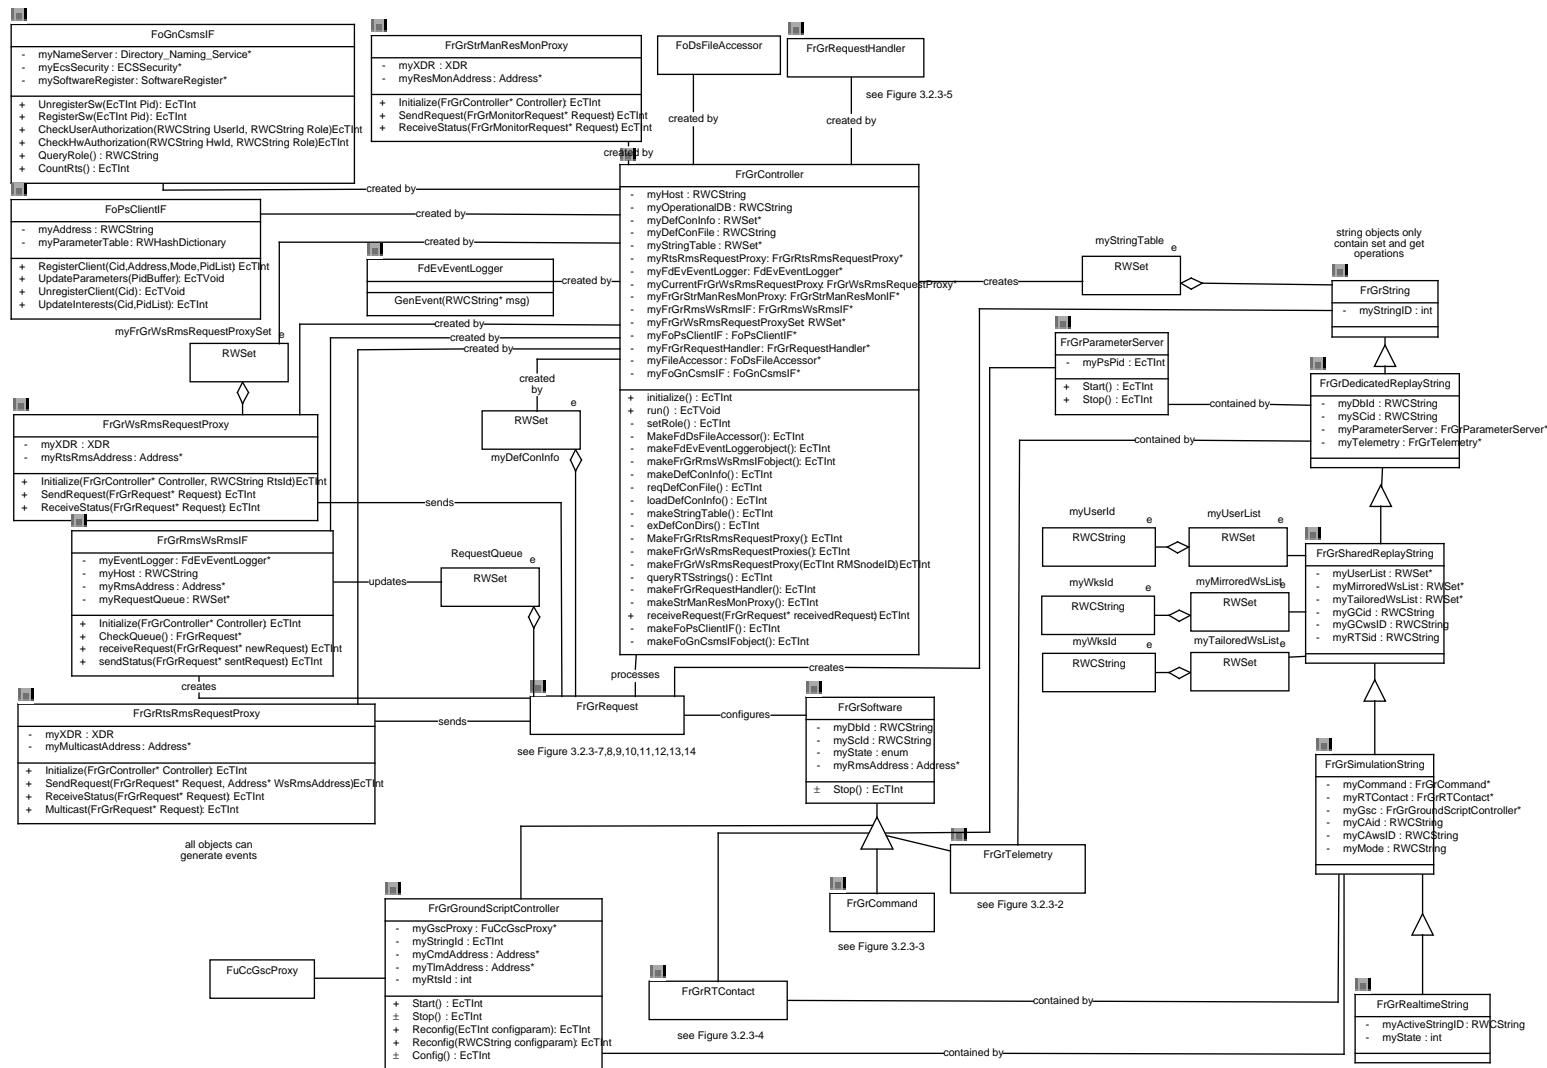 FoGnCsmsIF
- myNameServer : Directory_Naming_Service*
- myEcsSecurity : ECSSecurity*
- mySoftwareRegister : SoftwareRegister*
+ UnregisterSw(EcTInt Pid): EcTInt
+ RegisterSw(EcTInt Pid) : EcTInt
+ CheckUserAuthorization(RWCString UserId, RWCString Role)EcTInt
+ CheckHwAuthorization(RWCString HwId, RWCString Role)EcTInt
+ QueryRole() : RWCString
+ CountRts() : EcTInt
FrGrStrManResMonProxy
- myXDR : XDR
- myResMonAddress : Address*
+ Initialize(FrGrController* Controller): EcTInt
+ SendRequest(FrGrMonitorRequest* Request): EcTInt
+ ReceiveStatus(FrGrMonitorRequest* Request): EcTInt
FoDsFileAccessor
FrGrRequestHandler
see Figure 3.2.3-5
created by
created by
created by
created by
created by
created by
created by
created by
created by
created by
FoPsClientIF
- myAddress : RWCString
- myParameterTable : RWHashDictionary
+ RegisterClient(Cid,Address,Mode,PidList): EcTInt
+ UpdateParameters(PidBuffer) : EcTVoid
+ UnregisterClient(Cid) : EcTVoid
+ UpdateInterests(Cid,PidList) : EcTInt
FdEvEventLogger
GenEvent(RWCString* msg)
myFrGrWsRmsRequestProxySet
e
RWSet
created
by
e
RWSet
myDefConInfo
FrGrController
- myHost : RWCString
- myOperationalDB : RWCString
- myDefConInfo : RWSet*
- myDefConFile : RWCString
- myStringTable : RWSet*
- myRtsRmsRequestProxy : FrGrRtsRmsRequestProxy*
- myFdEvEventLogger : FdEvEventLogger*
- myCurrentFrGrWsRmsRequestProxy : FrGrWsRmsRequestProxy*
- myFrGrStrManResMonProxy : FrGrStrManResMonIF*
- myFrGrRmsWsRmsIF : FrGrRmsWsRmsIF*
- myFrGrWsRmsRequestProxySet : RWSet*
- myFoPsClientIF : FoPsClientIF*
- myFrGrRequestHandler : FrGrRequestHandler*
- myFileAccessor : FoDsFileAccessor*
- myFoGnCsmsIF : FoGnCsmsIF*
+ initialize() : EcTInt
+ run() : EcTVoid
- setRole() : EcTInt
- MakeFdDsFileAccessor() : EcTInt
- makeFdEvEventLoggerobject() : EcTInt
- makeFrGrRmsWsRmsIFobject() : EcTInt
- makeDefConInfo() : EcTInt
- reqDefConFile() : EcTInt
- loadDefConInfo() : EcTInt
- makeStringTable() : EcTInt
- exDefConDirs() : EcTInt
- MakeFrGrRtsRmsRequestProxy() : EcTInt
- makeFrGrWsRmsRequestProxies() : EcTInt
- makeFrGrWsRmsRequestProxy(EcTInt RMSnodeID) : EcTInt
- queryRTSstrings() : EcTInt
- makeFrGrRequestHandler() : EcTInt
- makeStrManResMonProxy() : EcTInt
+ receiveRequest(FrGrRequest* receivedRequest) : EcTInt
- makeFoPsClientIF() : EcTInt
- makeFoGnCsmsIFobject() : EcTInt
creates
myStringTable
e
RWSet
string objects only
contain set and get
operations
FrGrString
- myStringID : int
FrGrParameterServer
- myPsPid : EcTInt
+ Start() : EcTInt
+ Stop() : EcTInt
contained by
FrGrDedicatedReplayString
- myDbId : RWCString
- mySCid : RWCString
- myParameterServer : FrGrParameterServer*
- myTelemetry : FrGrTelemetry*
contained by
FrGrWsRmsRequestProxy
- myXDR : XDR
- myRtsRmsAddress : Address*
+ Initialize(FrGrController* Controller, RWCString RtsId)EcTInt
+ SendRequest(FrGrRequest* Request) : EcTInt
+ ReceiveStatus(FrGrRequest* Request) : EcTInt
sends
FrGrRmsWsRmsIF
- myEventLogger : FdEvEventLogger*
- myHost : RWCString
- myRmsAddress : Address*
- myRequestQueue : RWSet*
+ Initialize(FrGrController* Controller) : EcTInt
+ CheckQueue() : FrGrRequest*
+ receiveRequest(FrGrRequest* newRequest) : EcTInt
+ sendStatus(FrGrRequest* sentRequest) : EcTInt
updates
RequestQueue
e
RWSet
myUserId
e
RWCString
myUserList
e
RWSet
myWksId
e
RWCString
myMirroredWsList
e
RWSet
myWksId
e
RWCString
myTailoredWsList
e
RWSet
FrGrSharedReplayString
- myUserList : RWSet*
- myMirroredWsList : RWSet*
- myTailoredWsList : RWSet*
- myGCid : RWCString
- myGCwsID : RWCString
- myRTSid : RWCString
creates
processes
creates
FrGrRtsRmsRequestProxy
- myXDR : XDR
- myMulticastAddress : Address*
+ Initialize(FrGrController* Controller): EcTInt
+ SendRequest(FrGrRequest* Request, Address* WsRmsAddress)EcTInt
+ ReceiveStatus(FrGrRequest* Request) : EcTInt
+ Multicast(FrGrRequest* Request) : EcTInt
all objects can
generate events
sends
FrGrRequest
see Figure 3.2.3-7,8,9,10,11,12,13,14
configures
FrGrSoftware
- myDbId : RWCString
- myScId : RWCString
- myState : enum
- myRmsAddress : Address*
± Stop() : EcTInt
FrGrSimulationString
- myCommand : FrGrCommand*
- myRTContact : FrGrRTContact*
- myGsc : FrGrGroundScriptController*
- myCAid : RWCString
- myCAwsID : RWCString
- myMode : RWCString
FrGrTelemetry
see Figure 3.2.3-2
FrGrCommand
see Figure 3.2.3-3
FrGrGroundScriptController
- myGscProxy : FuCcGscProxy*
- myStringId : EcTInt
- myCmdAddress : Address*
- myTlmAddress : Address*
- myRtsId : int
+ Start() : EcTInt
± Stop() : EcTInt
+ Reconfig(EcTInt configparam) : EcTInt
+ Reconfig(RWCString configparam) : EcTInt
± Config() : EcTInt
FuCcGscProxy
FrGrRTContact
see Figure 3.2.3-4
contained by
contained by
FrGrRealtimeString
- myActiveStringID : RWCString
- myState : int